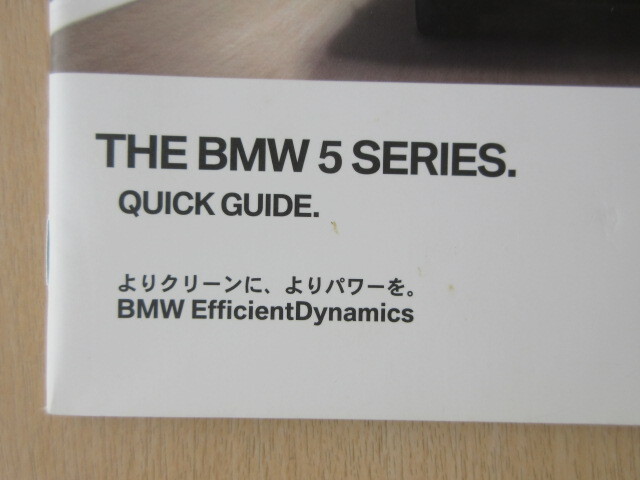 THE BMW 5 SERIES.
QUICK GUIDE.
よりクリーンに、よりパワーを。
BMW EfficientDynamics